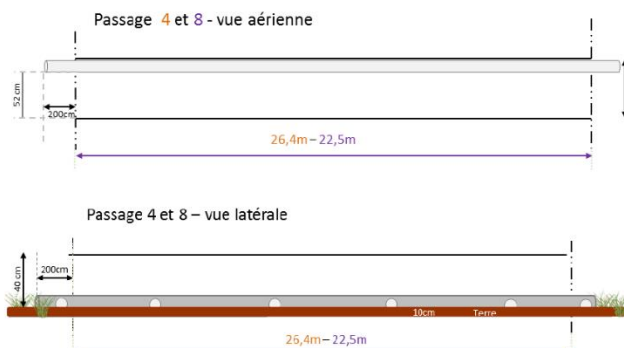 Passage 4 et 8 - vue aérienne
52 cm
200cm
26,4m – 22,5m
Passage 4 et 8 – vue latérale
200cm
40 cm
10cm Terre
26,4m – 22,5m